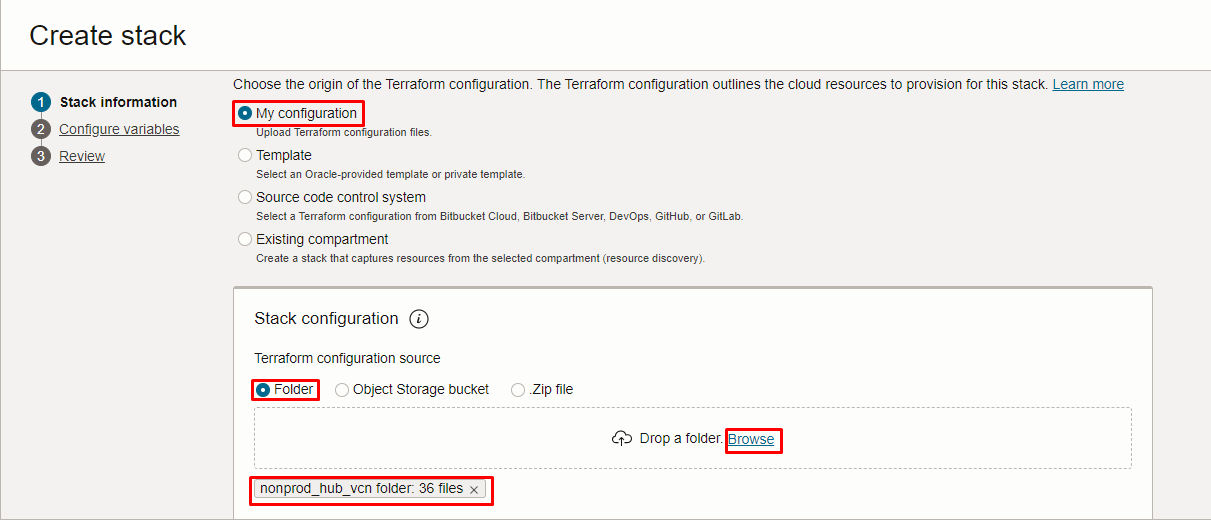 Create stack
Choose the origin of the Terraform configuration. The Terraform configuration outlines the cloud resources to provision for this stack. Learn more
1 Stack information
2 Configure variables
3 Review
My configuration
Upload Terraform configuration files.
Template
Select an Oracle-provided template or private template.
Source code control system
Select a Terraform configuration from Bitbucket Cloud, Bitbucket Server, DevOps, GitHub, or GitLab.
Existing compartment
Create a stack that captures resources from the selected compartment (resource discovery).
Stack configuration i
Terraform configuration source
Folder Object Storage bucket .Zip file
Drop a folder. Browse
nonprod_hub_vcn folder: 36 files ×